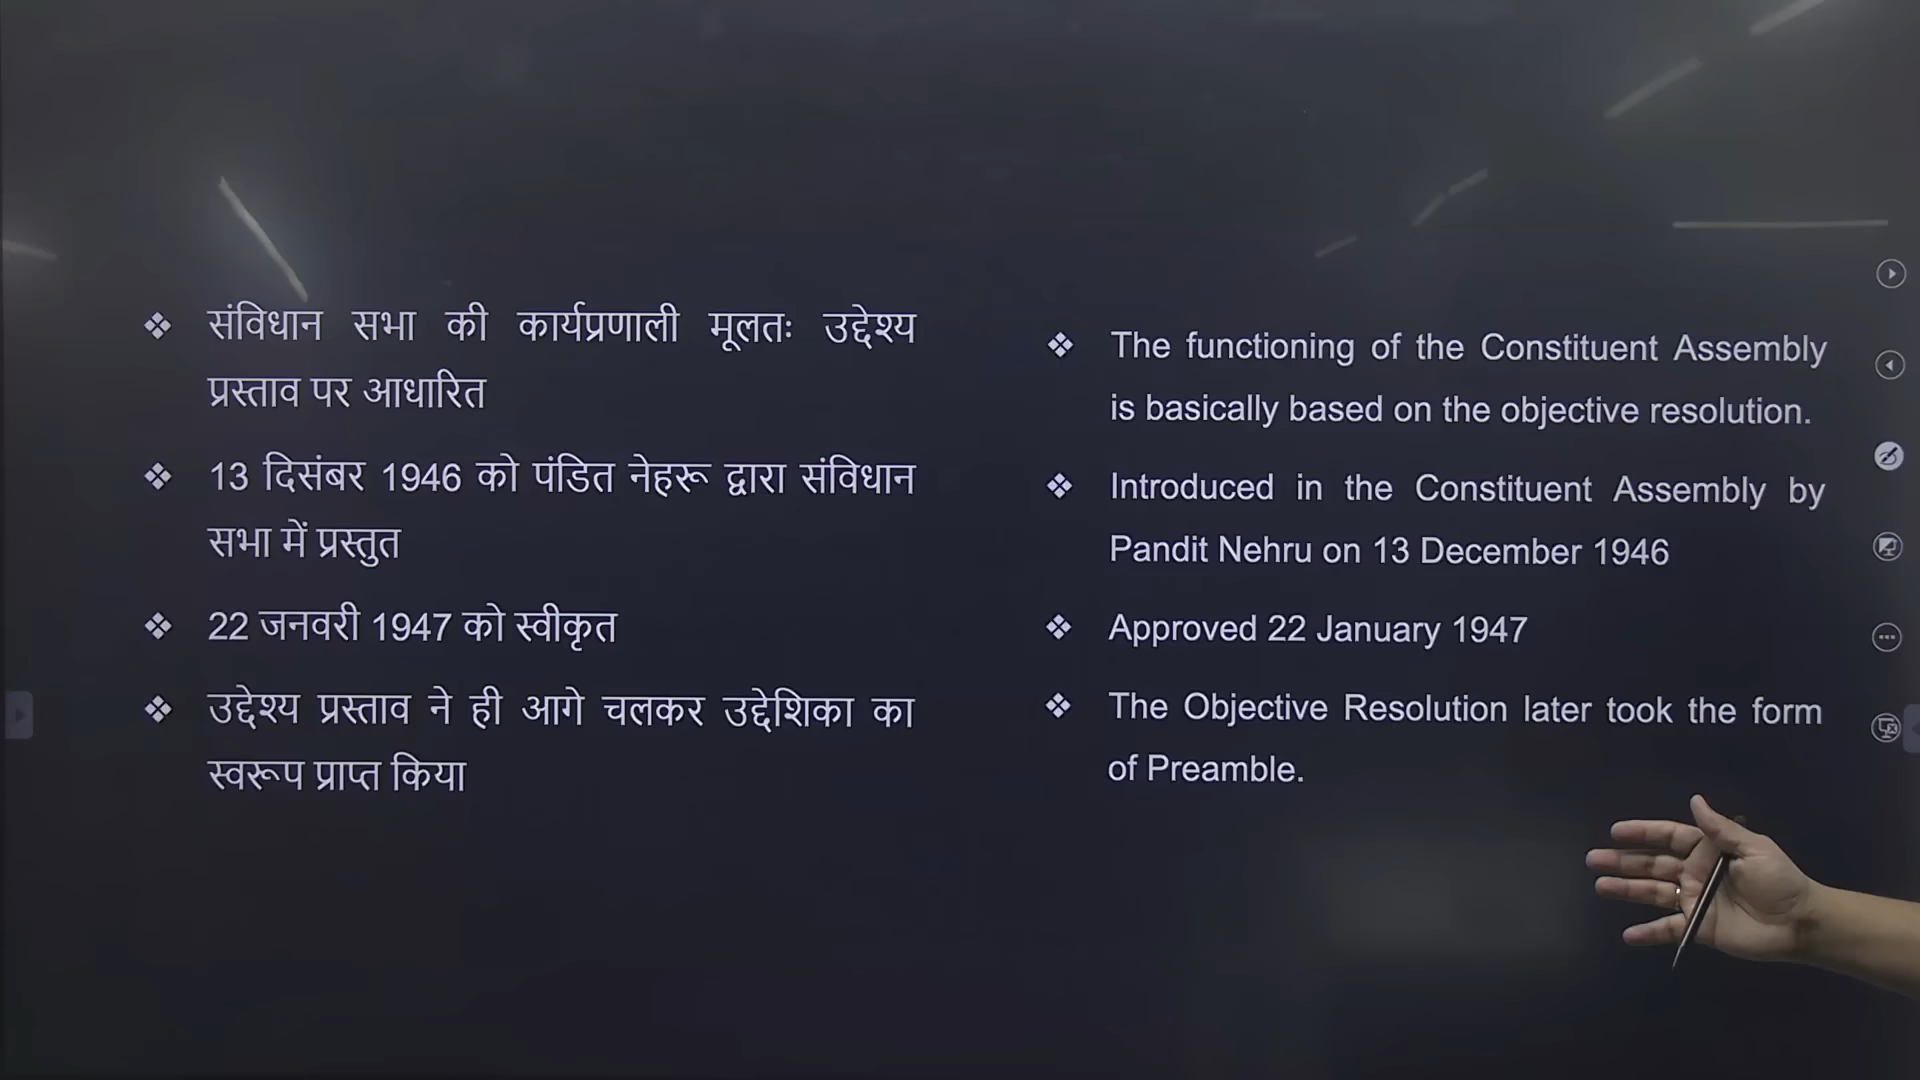 ❖ संविधान सभा की कार्यप्रणाली मूलतः उद्देश्य
प्रस्ताव पर आधारित
❖ 13 दिसंबर 1946 को पंडित नेहरू द्वारा संविधान
सभा में प्रस्तुत
❖ 22 जनवरी 1947 को स्वीकृत
❖ उद्देश्य प्रस्ताव ने ही आगे चलकर उद्देशिका का
स्वरूप प्राप्त किया
❖ The functioning of the Constituent Assembly
is basically based on the objective resolution.
❖ Introduced in the Constituent Assembly by
Pandit Nehru on 13 December 1946
❖ Approved 22 January 1947
❖ The Objective Resolution later took the form
of Preamble.